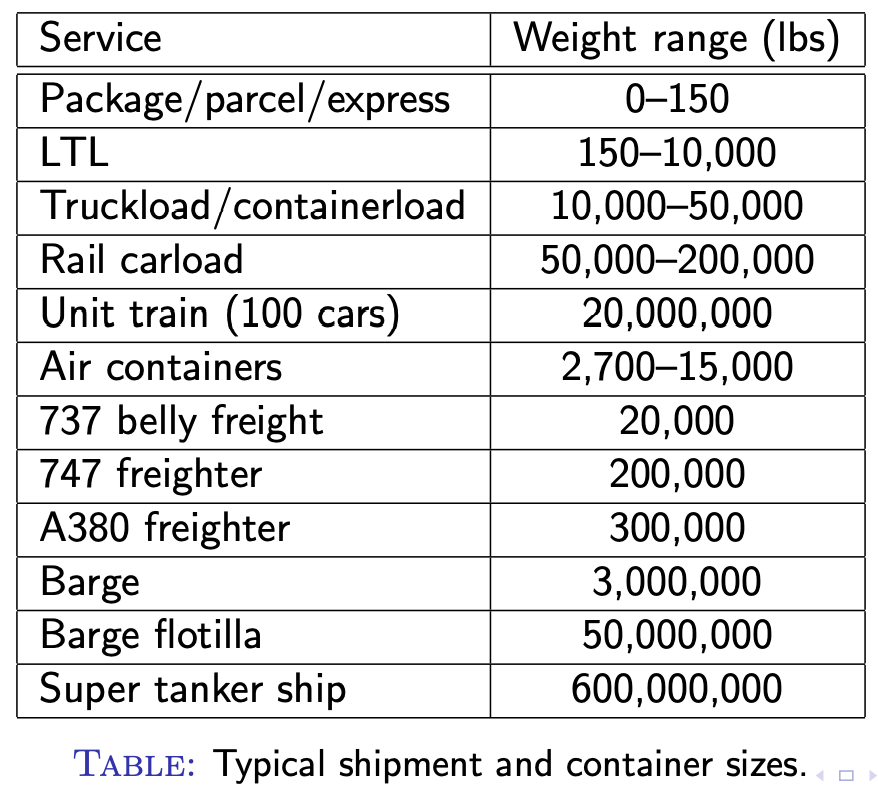 Service Weight range (lbs)
Package/parcel/express 0–150
LTL 150–10,000
Truckload/containerload 10,000–50,000
Rail carload 50,000–200,000
Unit train (100 cars) 20,000,000
Air containers 2,700–15,000
737 belly freight 20,000
747 freighter 200,000
A380 freighter 300,000
Barge 3,000,000
Barge flotilla 50,000,000
Super tanker ship 600,000,000
TABLE: Typical shipment and container sizes.